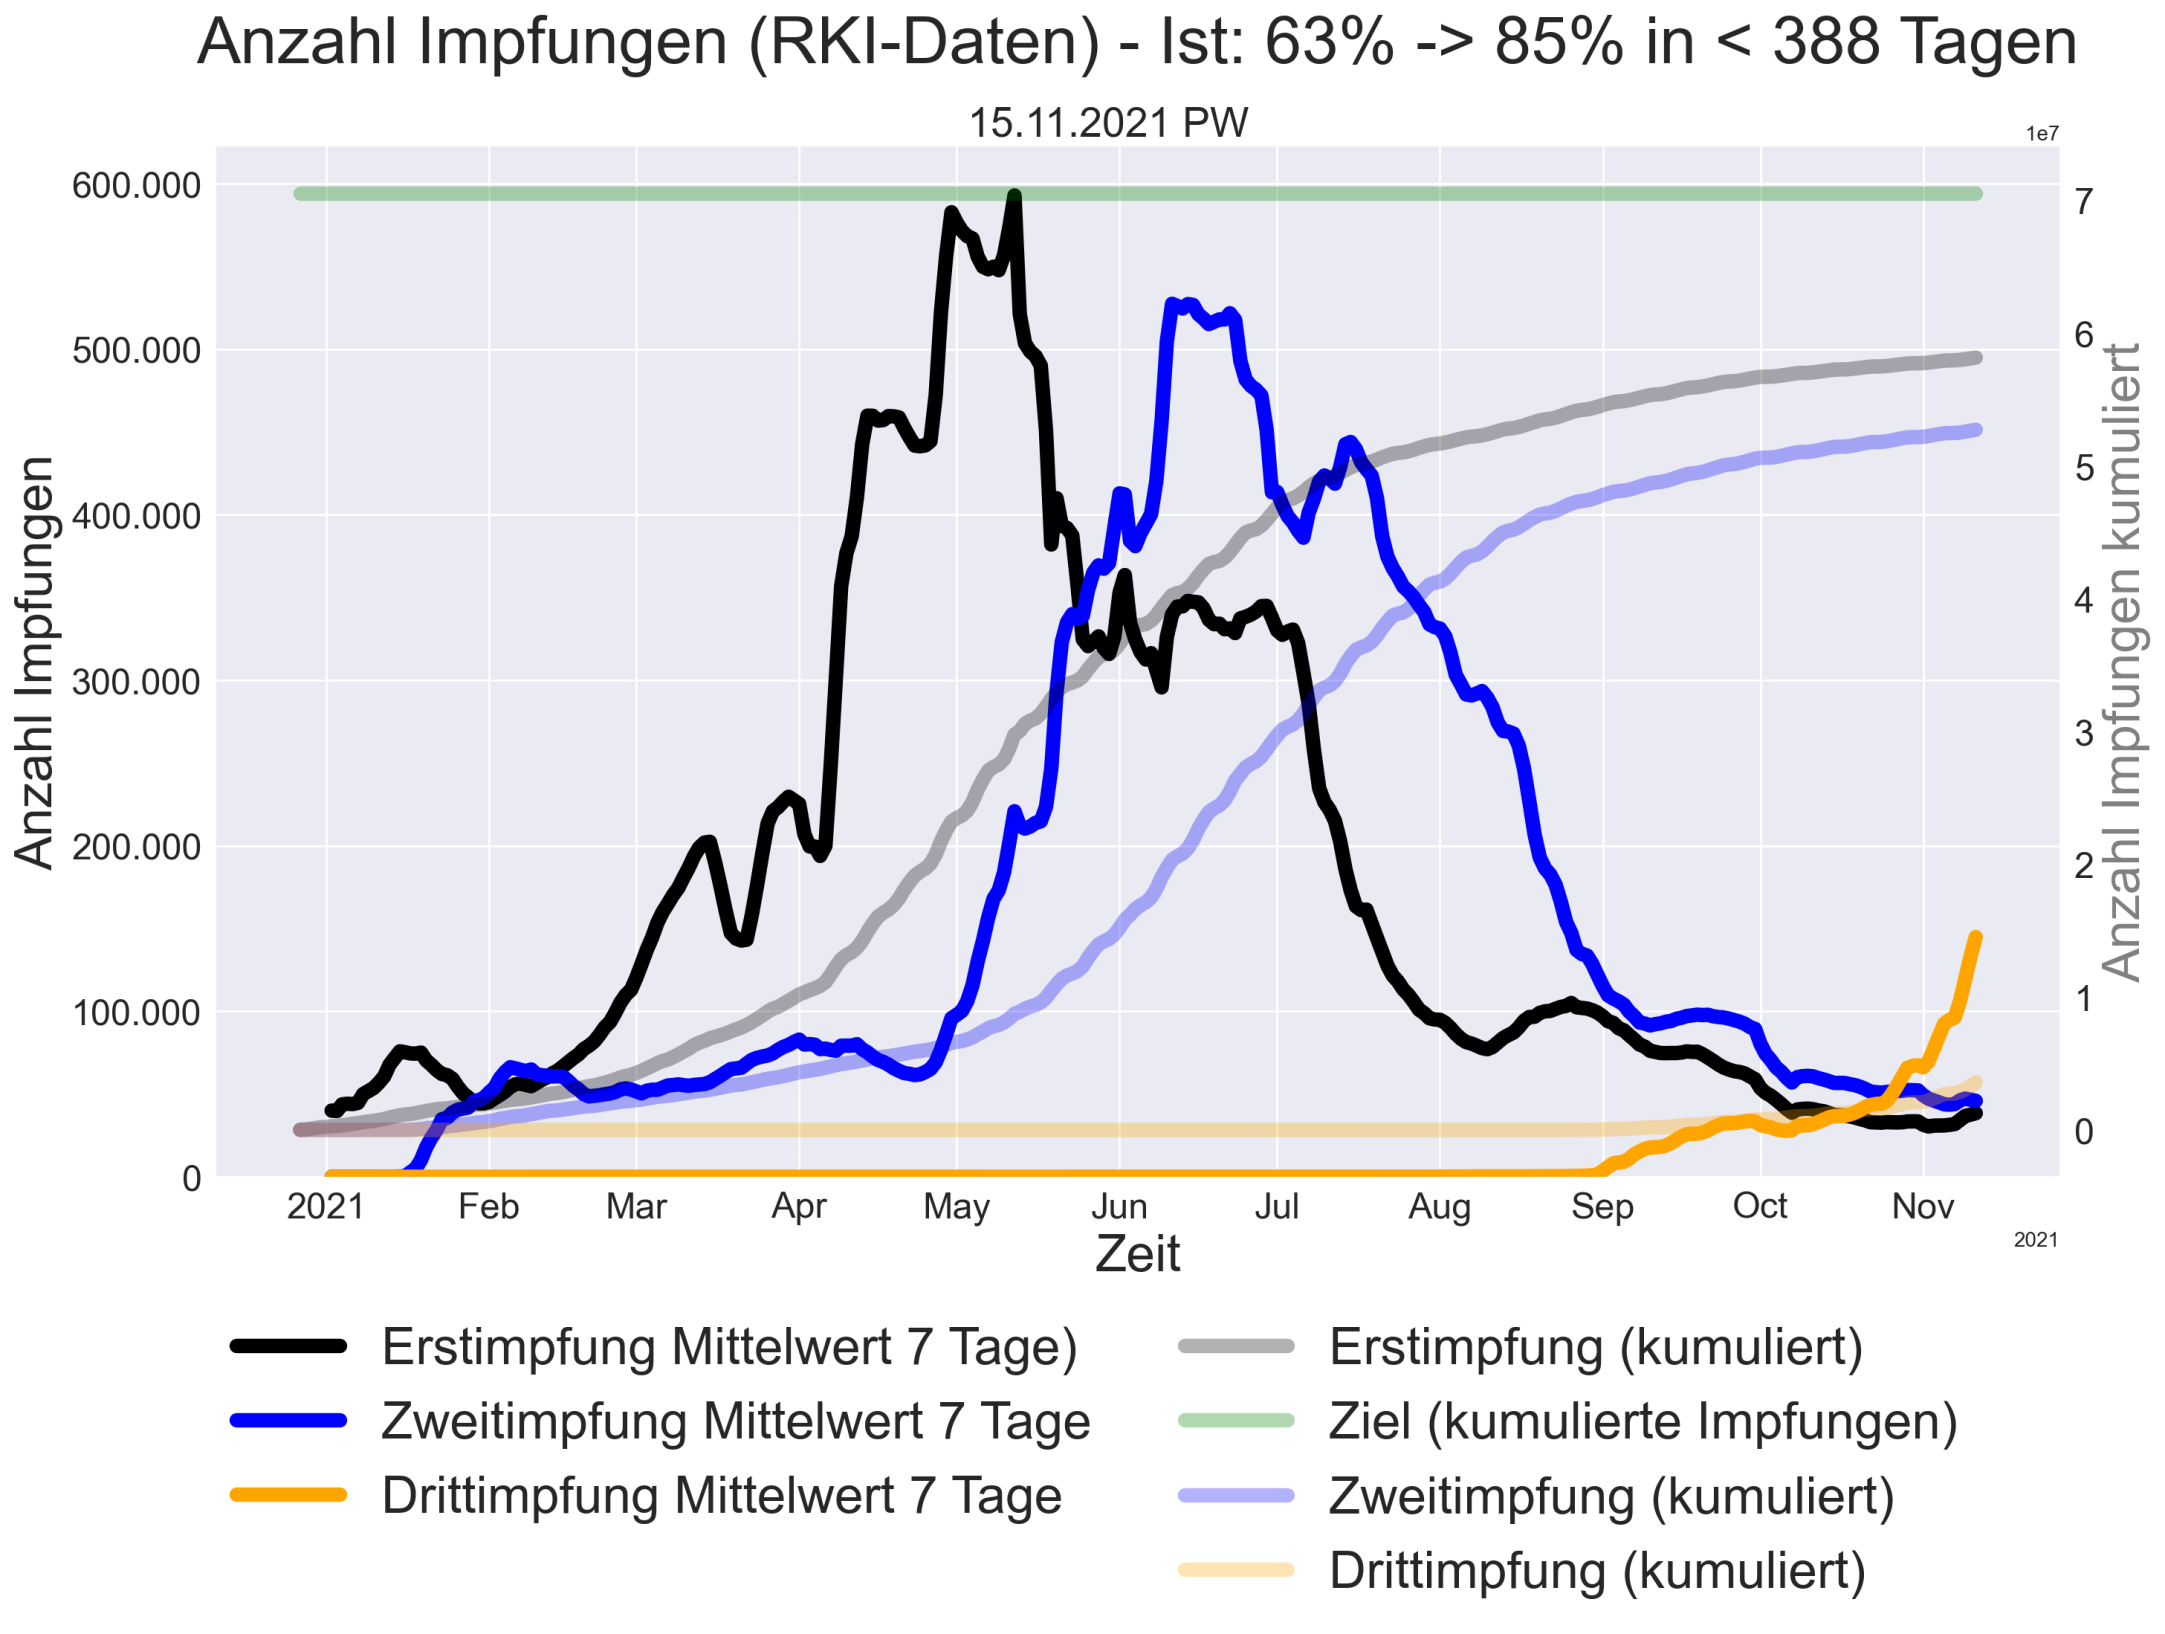 Anzahl Impfungen (RKI-Daten) - Ist: 63% -> 85% in < 388 Tagen
15.11.2021 PW
1e7
600.000
500.000
400.000
300.000
200.000
100.000
0
Anzahl Impfungen
7
6
5
4
3
2
1
0
Anzahl Impfungen kumuliert
2021 Feb Mar Apr May Jun Jul Aug Sep Oct Nov
2021
Zeit
Erstimpfung Mittelwert 7 Tage)
Zweitimpfung Mittelwert 7 Tage
Drittimpfung Mittelwert 7 Tage
Erstimpfung (kumuliert)
Ziel (kumulierte Impfungen)
Zweitimpfung (kumuliert)
Drittimpfung (kumuliert)